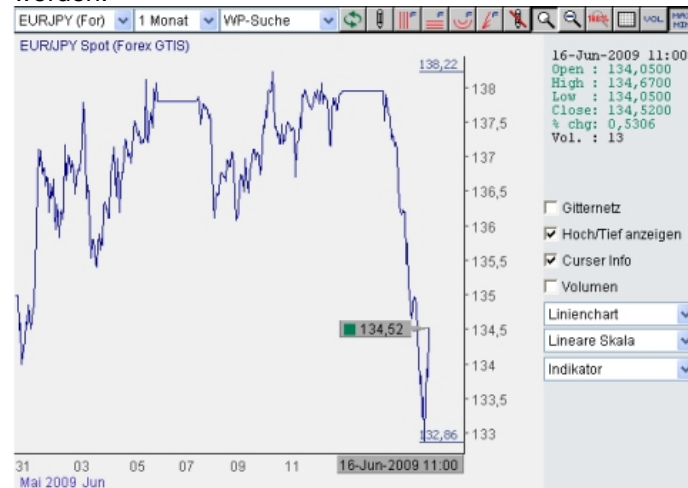 EURJPY (For) 1 Monat WP-Suche 100% VOL MAX MIN
EUR/JPY Spot (Forex GTIS)
138,22
138
137,5
137
136,5
136
135,5
135
134,5
134
133,5
133
134,52
132,86
31 03 05 07 09 11 16-Jun-2009 11:00
Mai 2009 Jun
16-Jun-2009 11:00
Open : 134,0500
High : 134,6700
Low : 134,0500
Close: 134,5200
% chg: 0,5306
Vol. : 13
Gitternetz
Hoch/Tief anzeigen
Curser Info
Volumen
Linienchart
Lineare Skala
Indikator